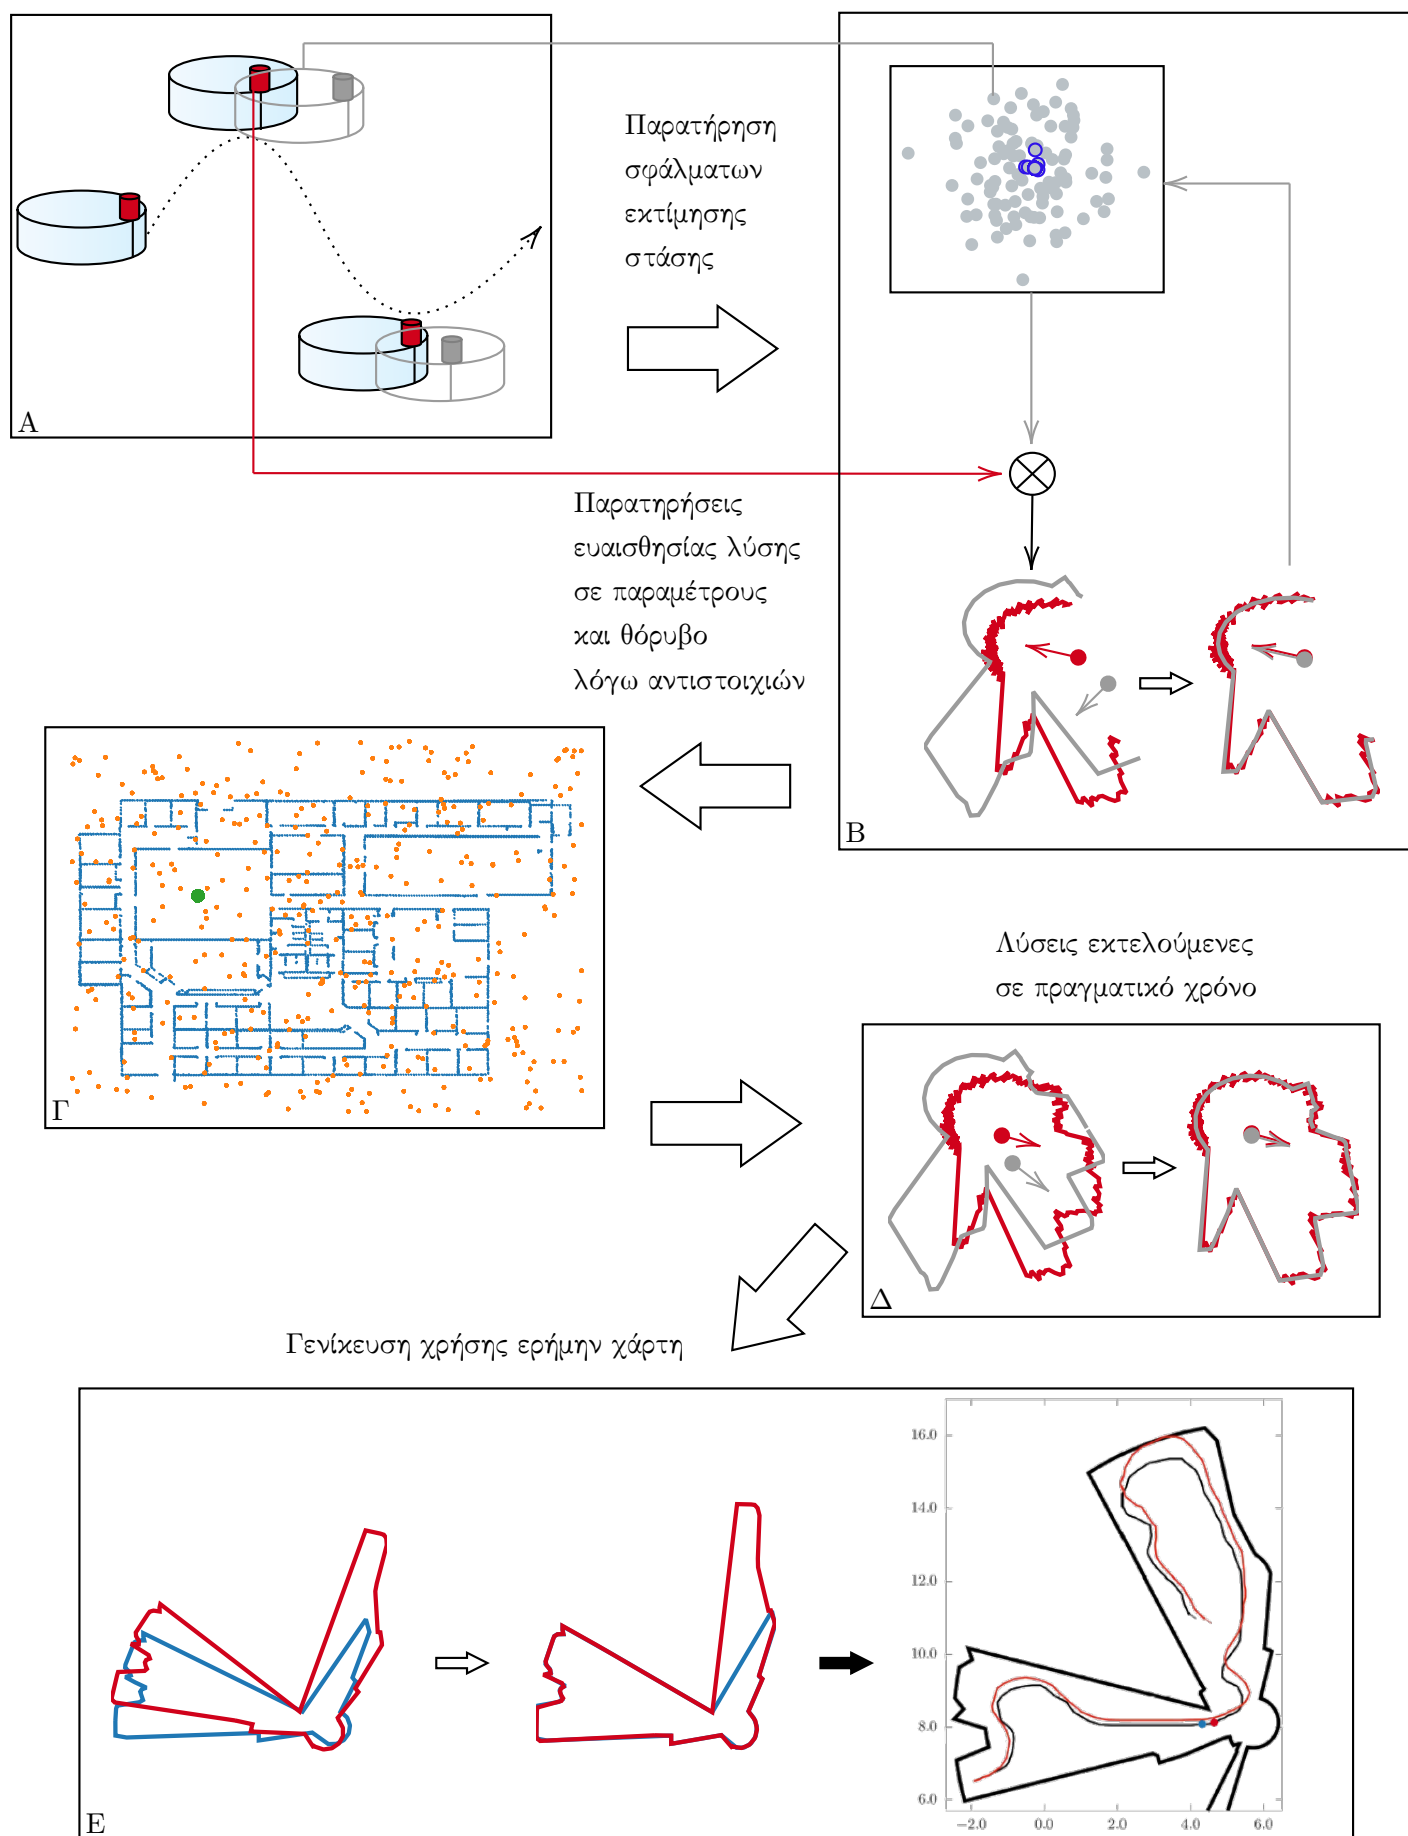 Παρατήρηση
σφάλματων
εκτίμησης
στάσης
Α
Παρατηρήσεις
ευαισθησίας λύσης
σε παραμέτρους
και θόρυβο
λόγω αντιστοιχιών
Β
Γ
Λύσεις εκτελούμενες
σε πραγματικό χρόνο
Δ
Γενίκευση χρήσης ερήμην χάρτη
16.0
14.0
12.0
10.0
8.0
6.0
−2.0 0.0 2.0 4.0 6.0
Ε